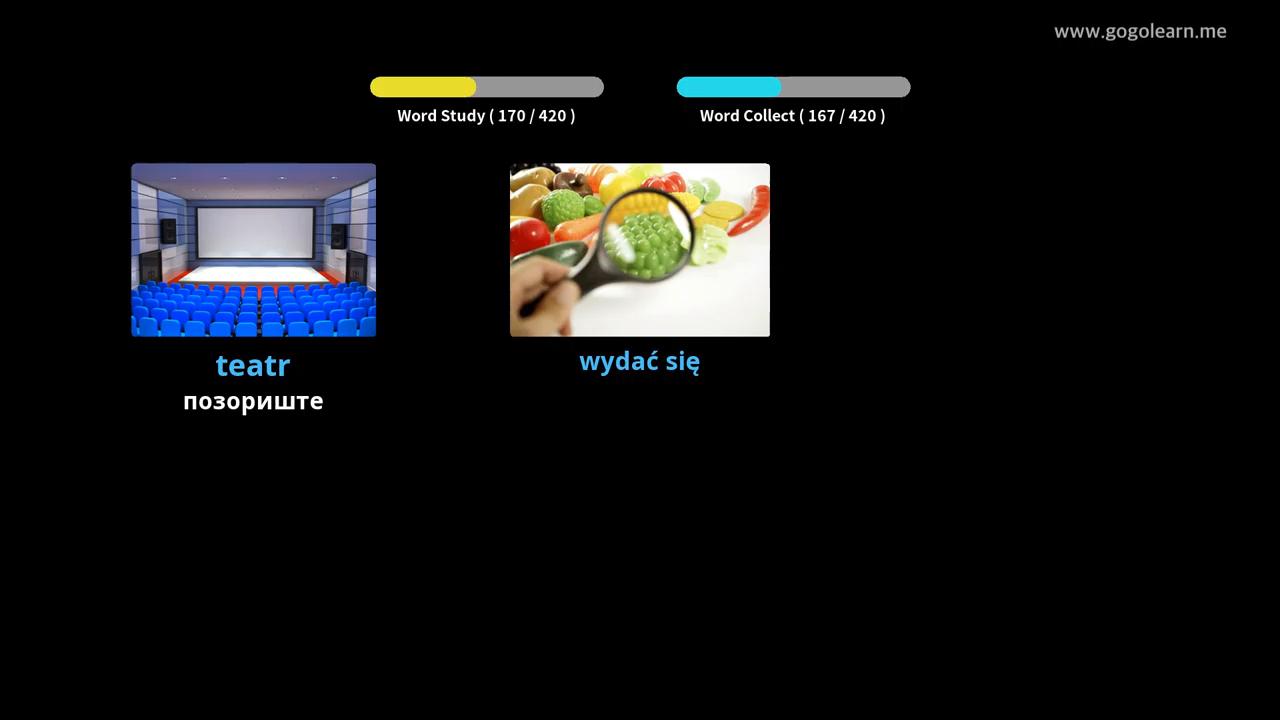 www.gogolearn.me
Word Study ( 170 / 420 )
Word Collect ( 167 / 420 )
teatr
позориште
wydać się